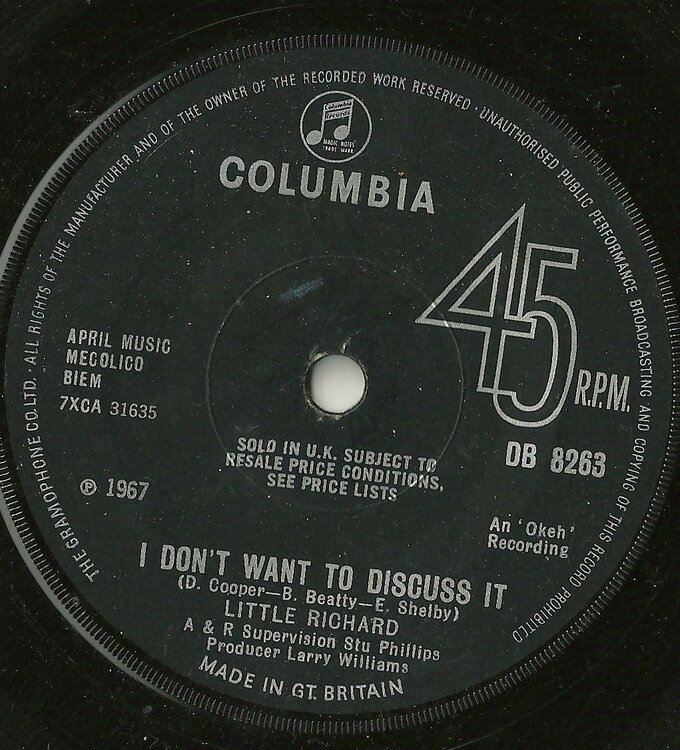 THE GRAMOPHONE CO. LTD. · ALL RIGHTS OF THE MANUFACTURER AND OF THE OWNER OF THE RECORDED WORK RESERVED · UNAUTHORISED PUBLIC PERFORMANCE BROADCASTING AND COPYING OF THIS RECORD PROHIBITED
Columbia
Records
MAGIC NOTES
TRADE MARK
COLUMBIA
45
R.P.M.
APRIL MUSIC
MECOLICO
BIEM
7XCA 31635
DB 8263
SOLD IN U.K. SUBJECT TO
RESALE PRICE CONDITIONS,
SEE PRICE LISTS
℗ 1967
An 'Okeh'
Recording
I DON'T WANT TO DISCUSS IT
(D. Cooper—B. Beatty—E. Shelby)
LITTLE RICHARD
A & R Supervision Stu Phillips
Producer Larry Williams
MADE IN GT. BRITAIN